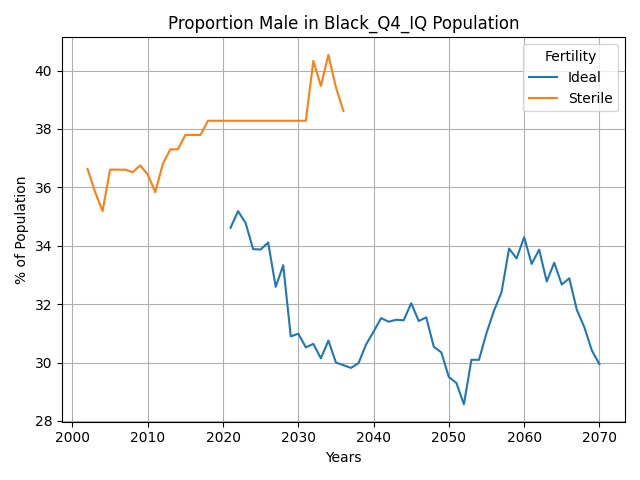 Proportion Male in Black_Q4_IQ Population
Fertility
Ideal
Sterile
% of Population
40
38
36
34
32
30
28
2000 2010 2020 2030 2040 2050 2060 2070
Years